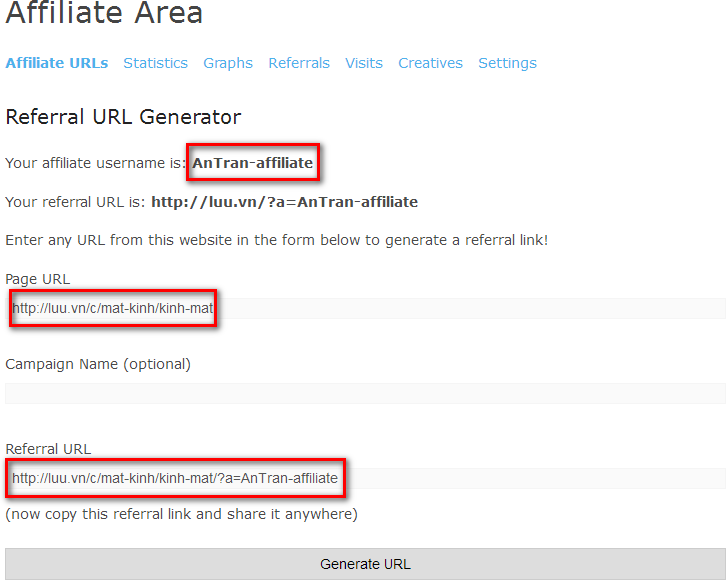 Affiliate Area
Affiliate URLs Statistics Graphs Referrals Visits Creatives Settings
Referral URL Generator
Your affiliate username is: AnTran-affiliate
Your referral URL is: http://luu.vn/?a=AnTran-affiliate
Enter any URL from this website in the form below to generate a referral link!
Page URL
http://luu.vn/c/mat-kinh/kinh-mat
Campaign Name (optional)
Referral URL
http://luu.vn/c/mat-kinh/kinh-mat/?a=AnTran-affiliate
(now copy this referral link and share it anywhere)
Generate URL